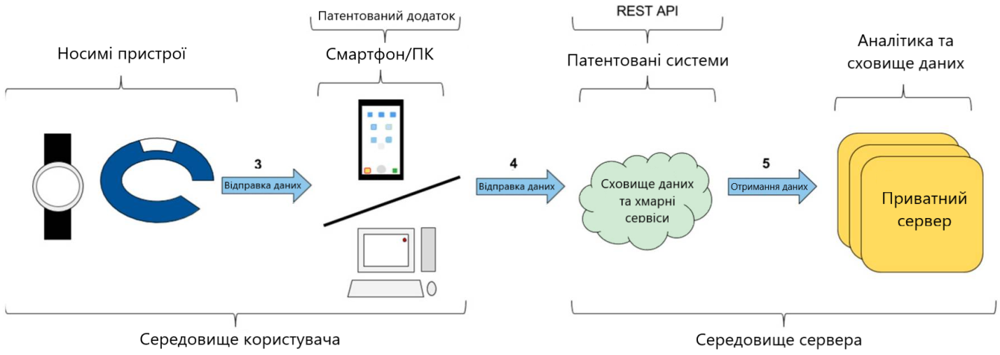 Патентований додаток
REST API
Носимі пристрої
Смартфон/ПК
Патентовані системи
Аналітика та
сховище даних
3
Відправка даних
4
Відправка даних
Сховище даних
та хмарні
сервіси
5
Отримання даних
Приватний
сервер
Середовище користувача
Середовище сервера